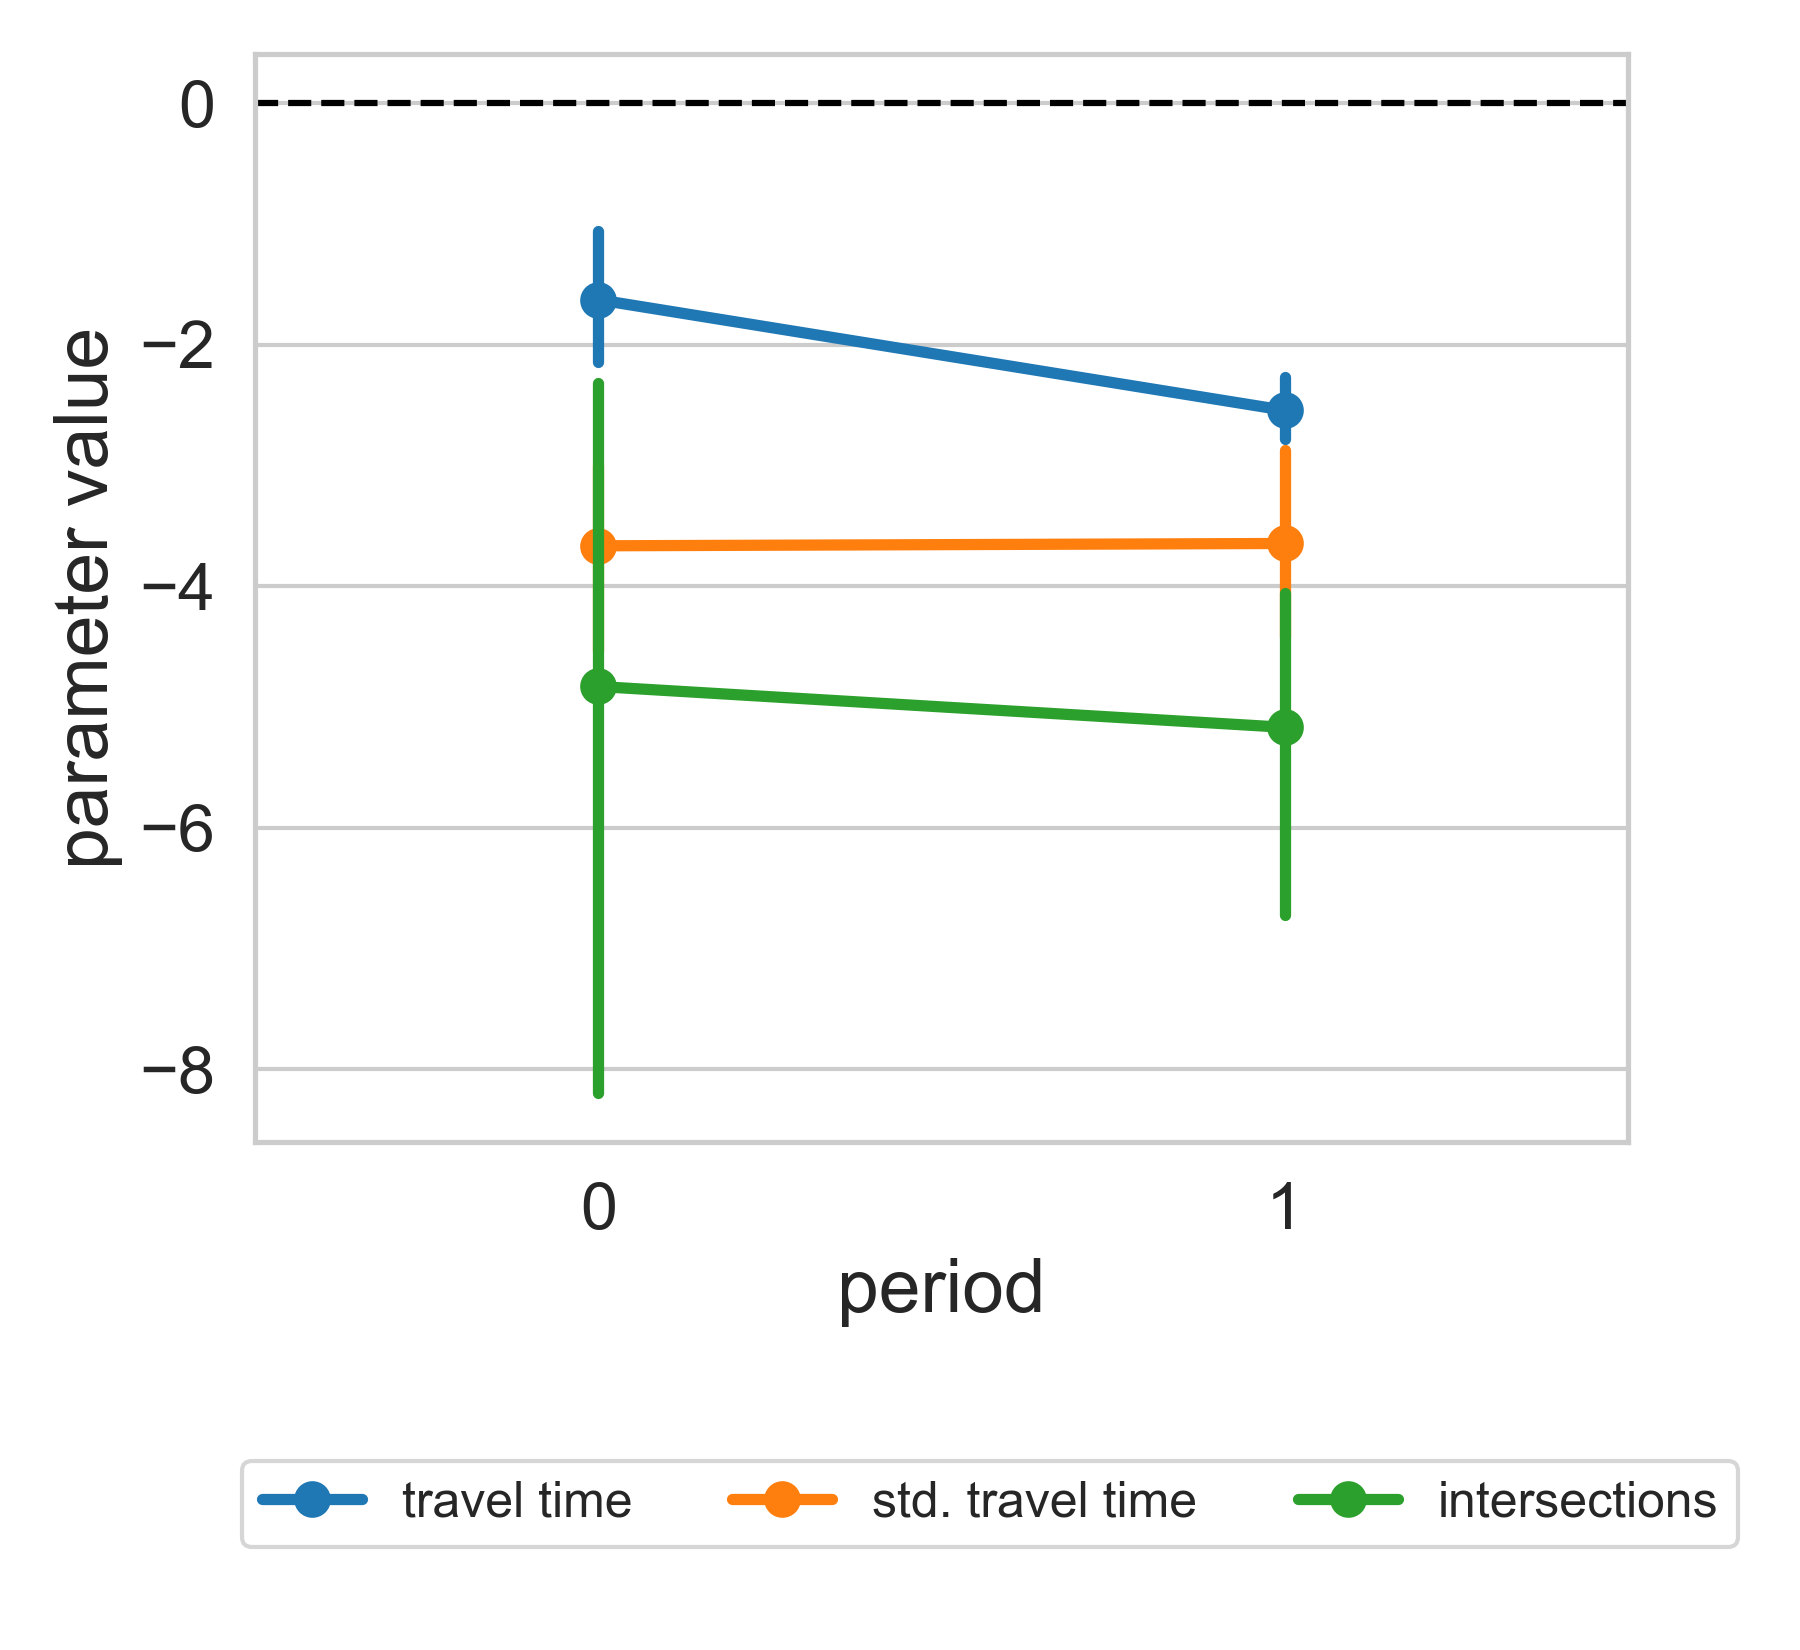 0
−2
−4
−6
−8
parameter value
0 1
period
travel time std. travel time intersections